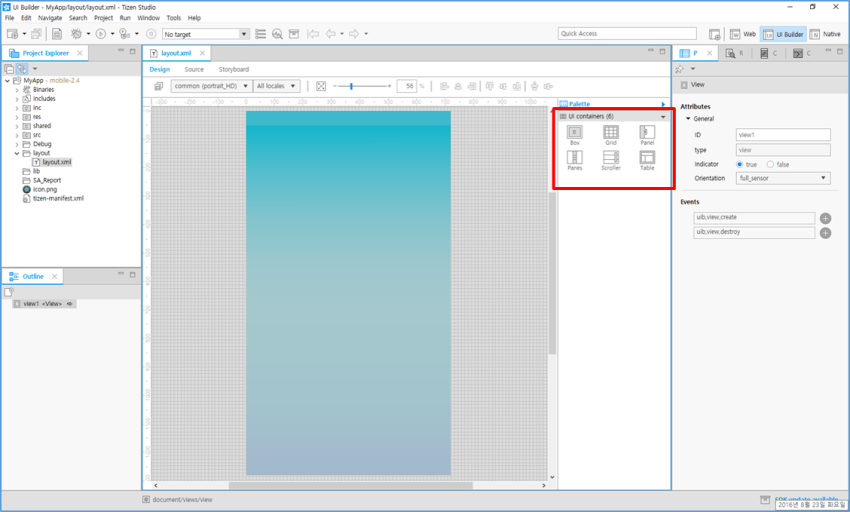 UI Builder - MyApp/layout/layout.xml - Tizen Studio
File Edit Navigate Search Project Run Window Tools Help
No target
Quick Access
Web UI Builder Native
Project Explorer
MyApp - mobile-2.4
Binaries
Includes
inc
res
shared
src
Debug
layout
layout.xml
lib
SA_Report
icon.png
tizen-manifest.xml
Outline
view1 <View>
layout.xml
Design Source Storyboard
common (portrait_HD) All locales 56 %
Palette
UI containers (6)
Box Grid Panel
Panes Scroller Table
P R C C
View
Attributes
General
ID view1
type view
Indicator true false
Orientation full_sensor
Events
uib,view,create
uib,view,destroy
document/views/view
SDK update available
2016년 8월 23일 화요일